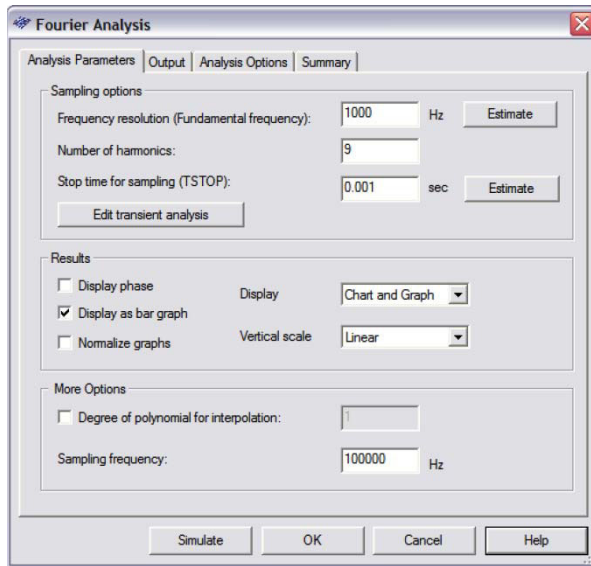 Fourier Analysis
Analysis Parameters Output Analysis Options Summary
Sampling options
Frequency resolution (Fundamental frequency): 1000 Hz Estimate
Number of harmonics: 9
Stop time for sampling (TSTOP): 0.001 sec Estimate
Edit transient analysis
Results
Display phase
Display Chart and Graph
Display as bar graph
Normalize graphs
Vertical scale Linear
More Options
Degree of polynomial for interpolation: 1
Sampling frequency: 100000 Hz
Simulate OK Cancel Help